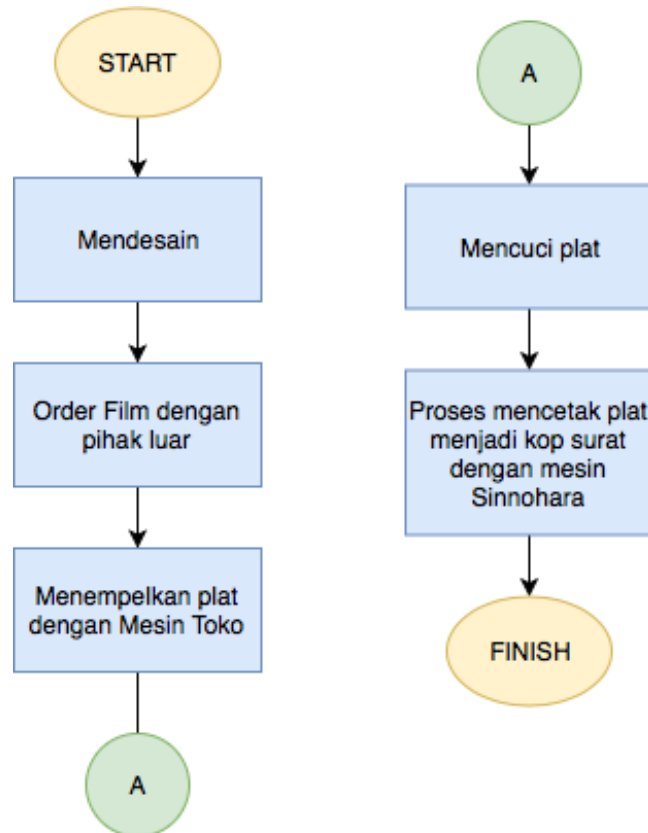 START
Mendesain
Order Film dengan
pihak luar
Menempelkan plat
dengan Mesin Toko
A
A
Mencuci plat
Proses mencetak plat
menjadi kop surat
dengan mesin
Sinnohara
FINISH